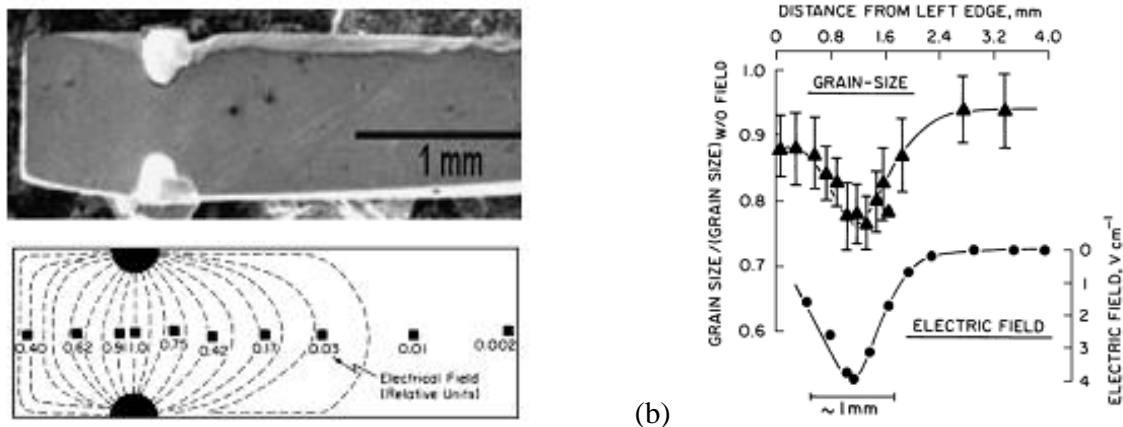 1 mm
0.40 0.62 0.91 1.01 0.75 0.42 0.17 0.03 0.01 0.002
Electrical Field
(Relative Units)
DISTANCE FROM LEFT EDGE, mm
0 0.8 1.6 2.4 3.2 4.0
GRAIN-SIZE
GRAIN SIZE/(GRAIN SIZE) W/O FIELD
1.0
0.9
0.8
0.7
0.6
ELECTRIC FIELD
ELECTRIC FIELD, V cm⁻¹
0
1
2
3
4
~ 1mm
(b)